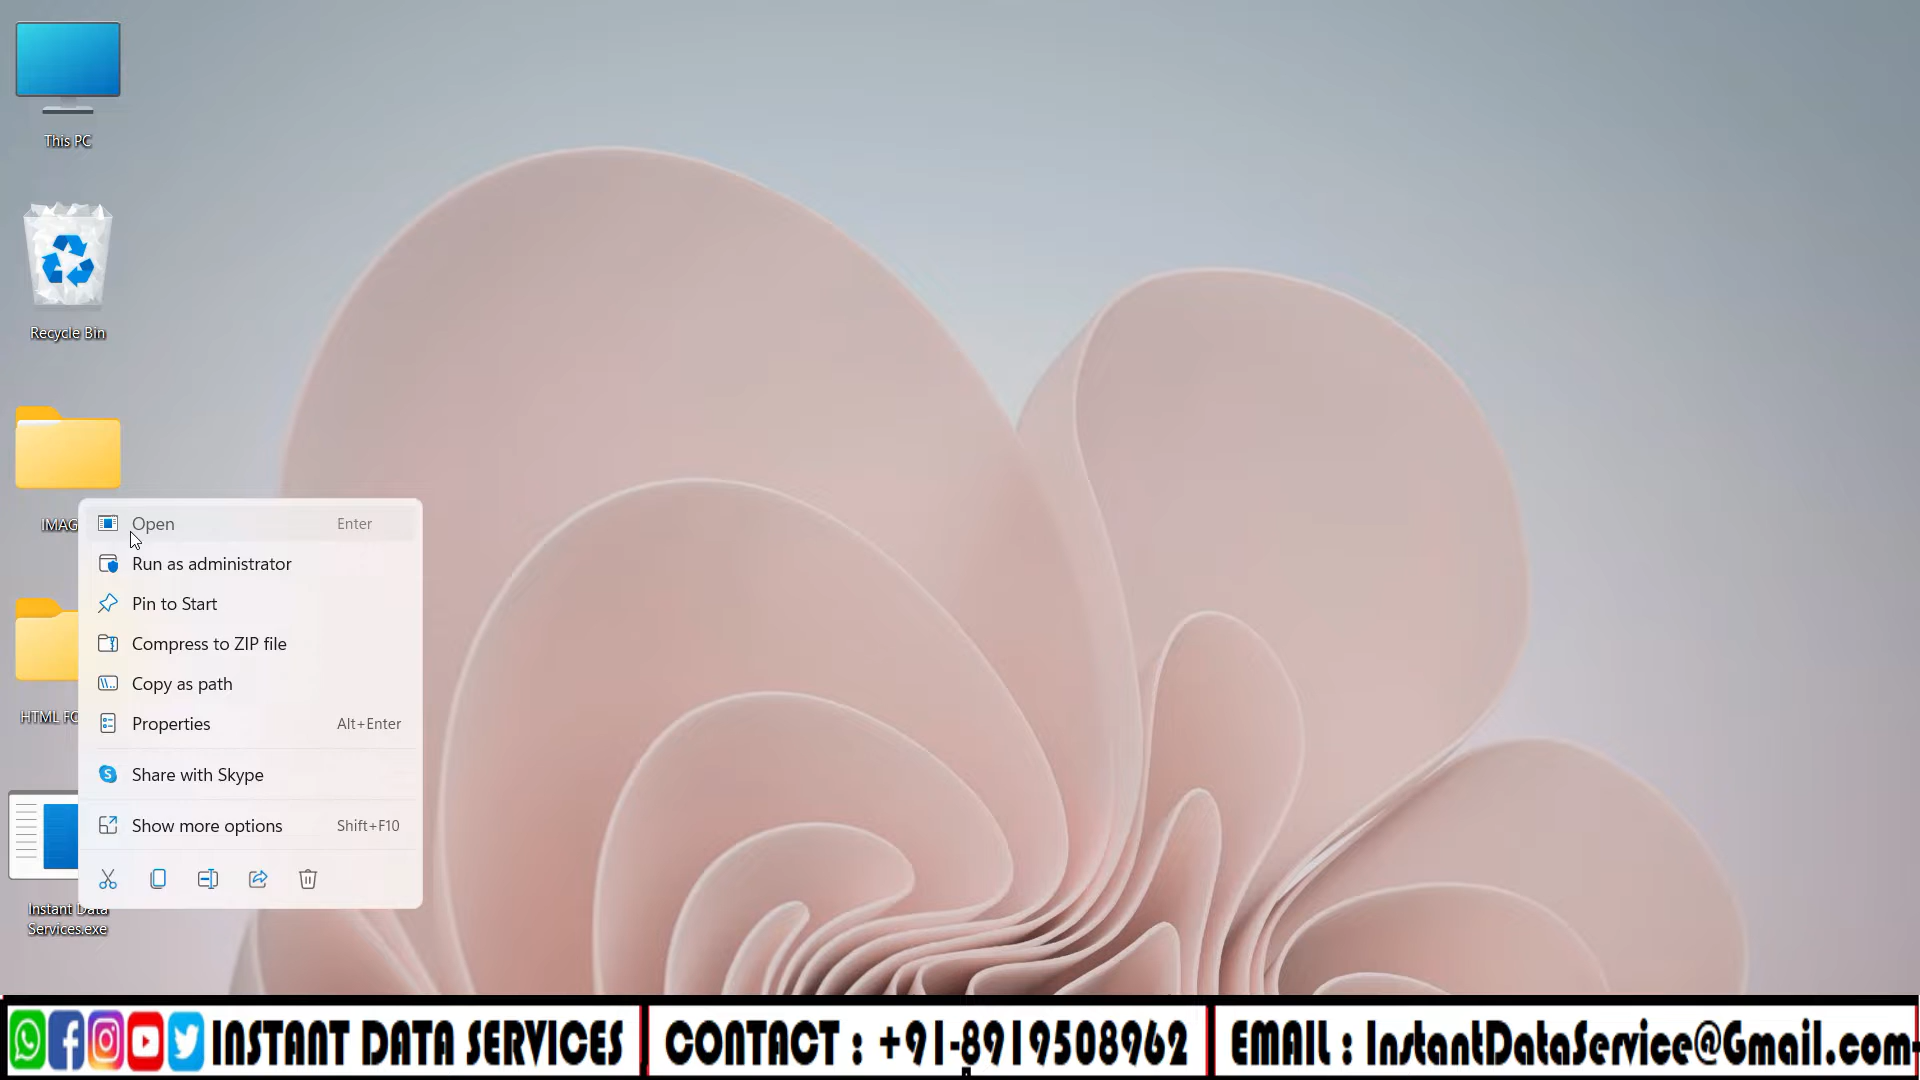 This PC
Recycle Bin
IMAG
Open Enter
Run as administrator
Pin to Start
Compress to ZIP file
Copy as path
HTML FO
Properties Alt+Enter
Share with Skype
Show more options Shift+F10
Instant Data
Services.exe
INSTANT DATA SERVICES CONTACT : +91-8919508962 EMAIL : InstantDataService@Gmail.com